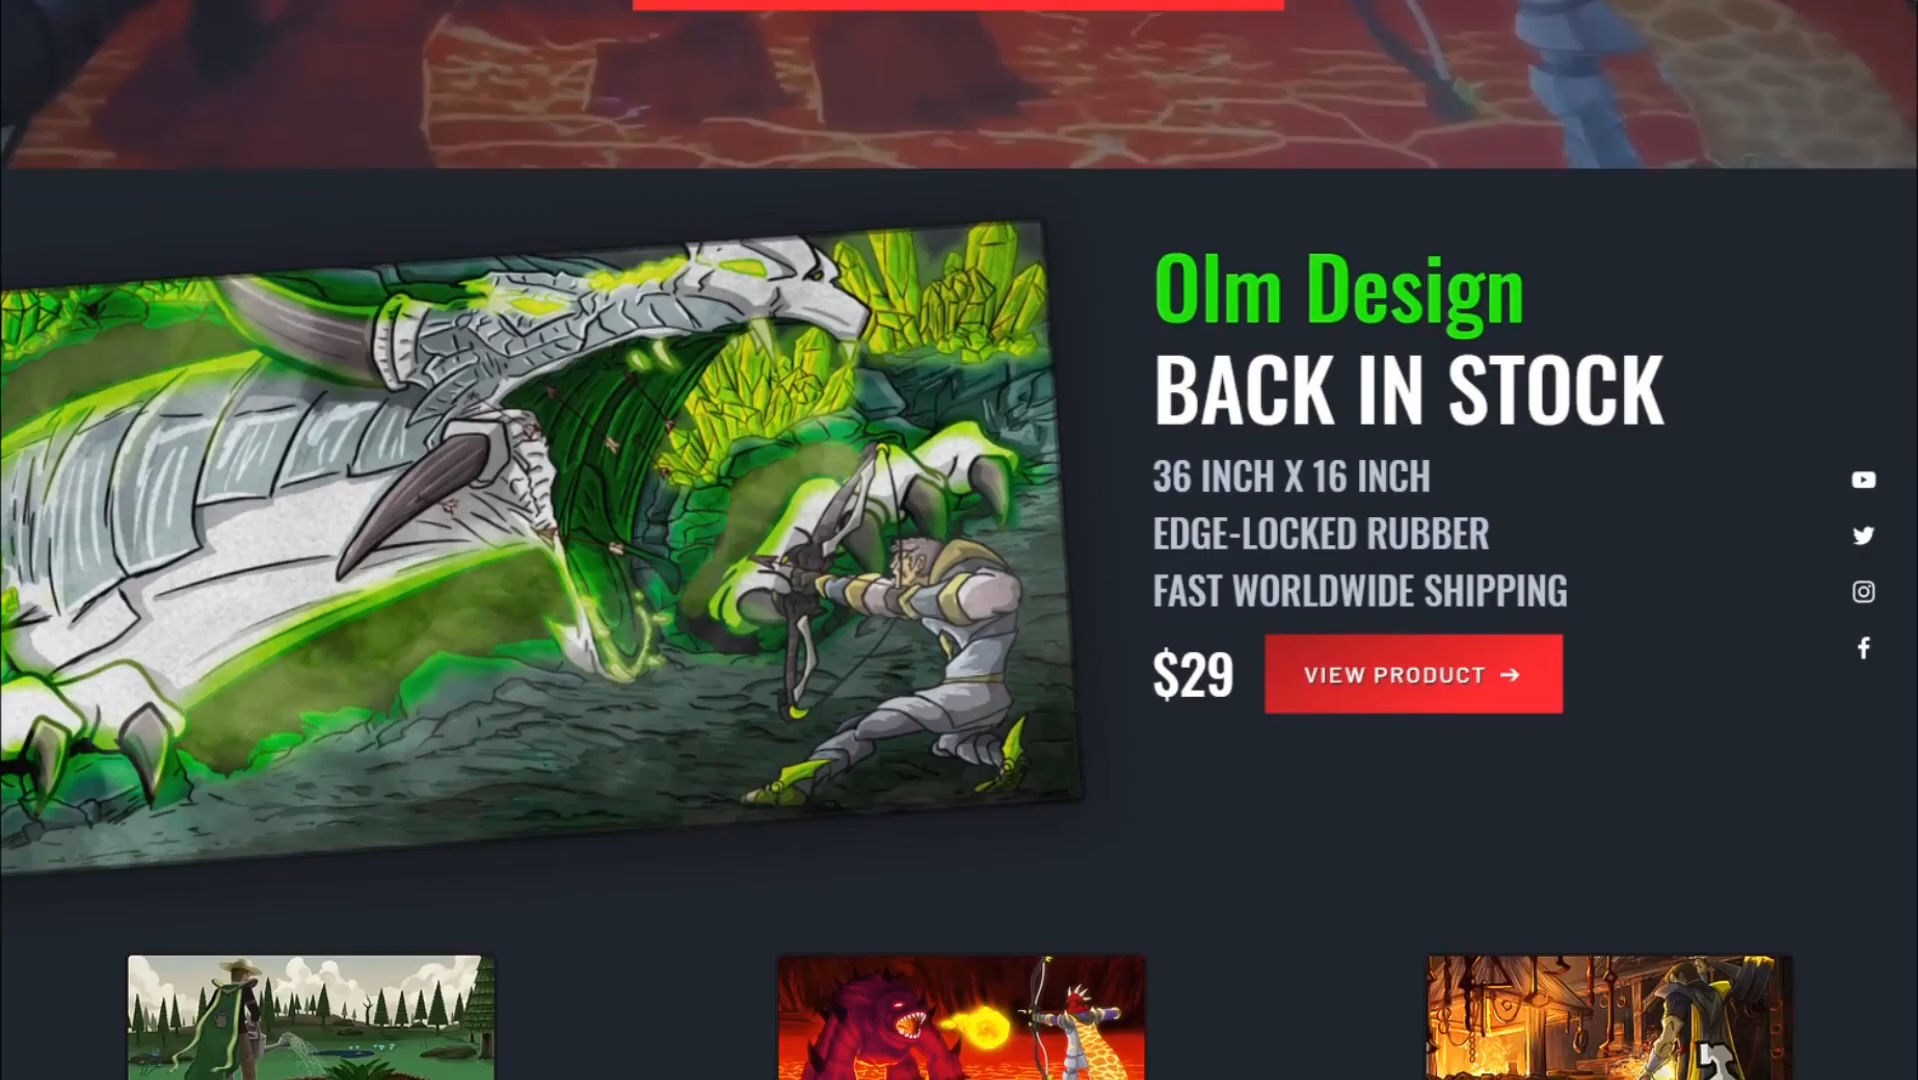 Olm Design
BACK IN STOCK
36 INCH X 16 INCH
EDGE-LOCKED RUBBER
FAST WORLDWIDE SHIPPING
$29
VIEW PRODUCT →